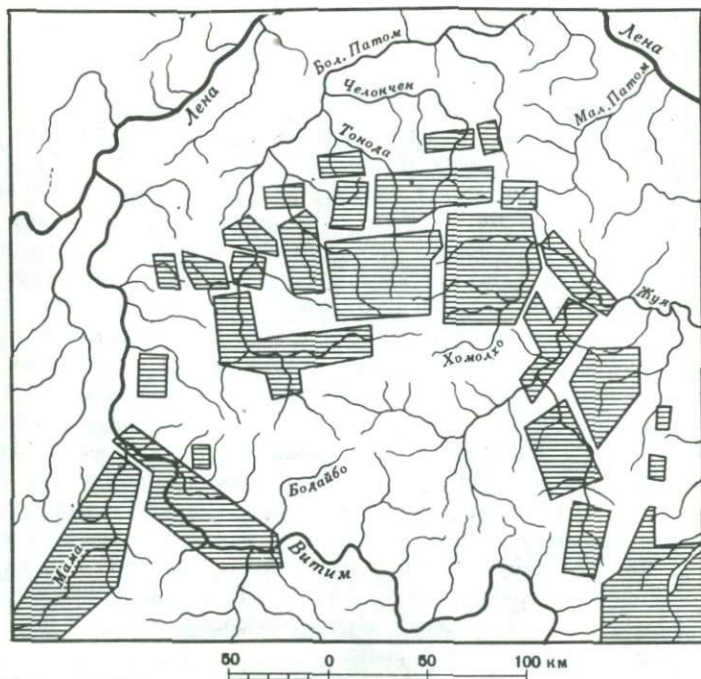 Бол. Патом
Лена
Лена
Челончен
Мал. Патом
Тонода
Жуя
Хомолхо
Бодайбо
Мама
Витим
50 0 50 100 км